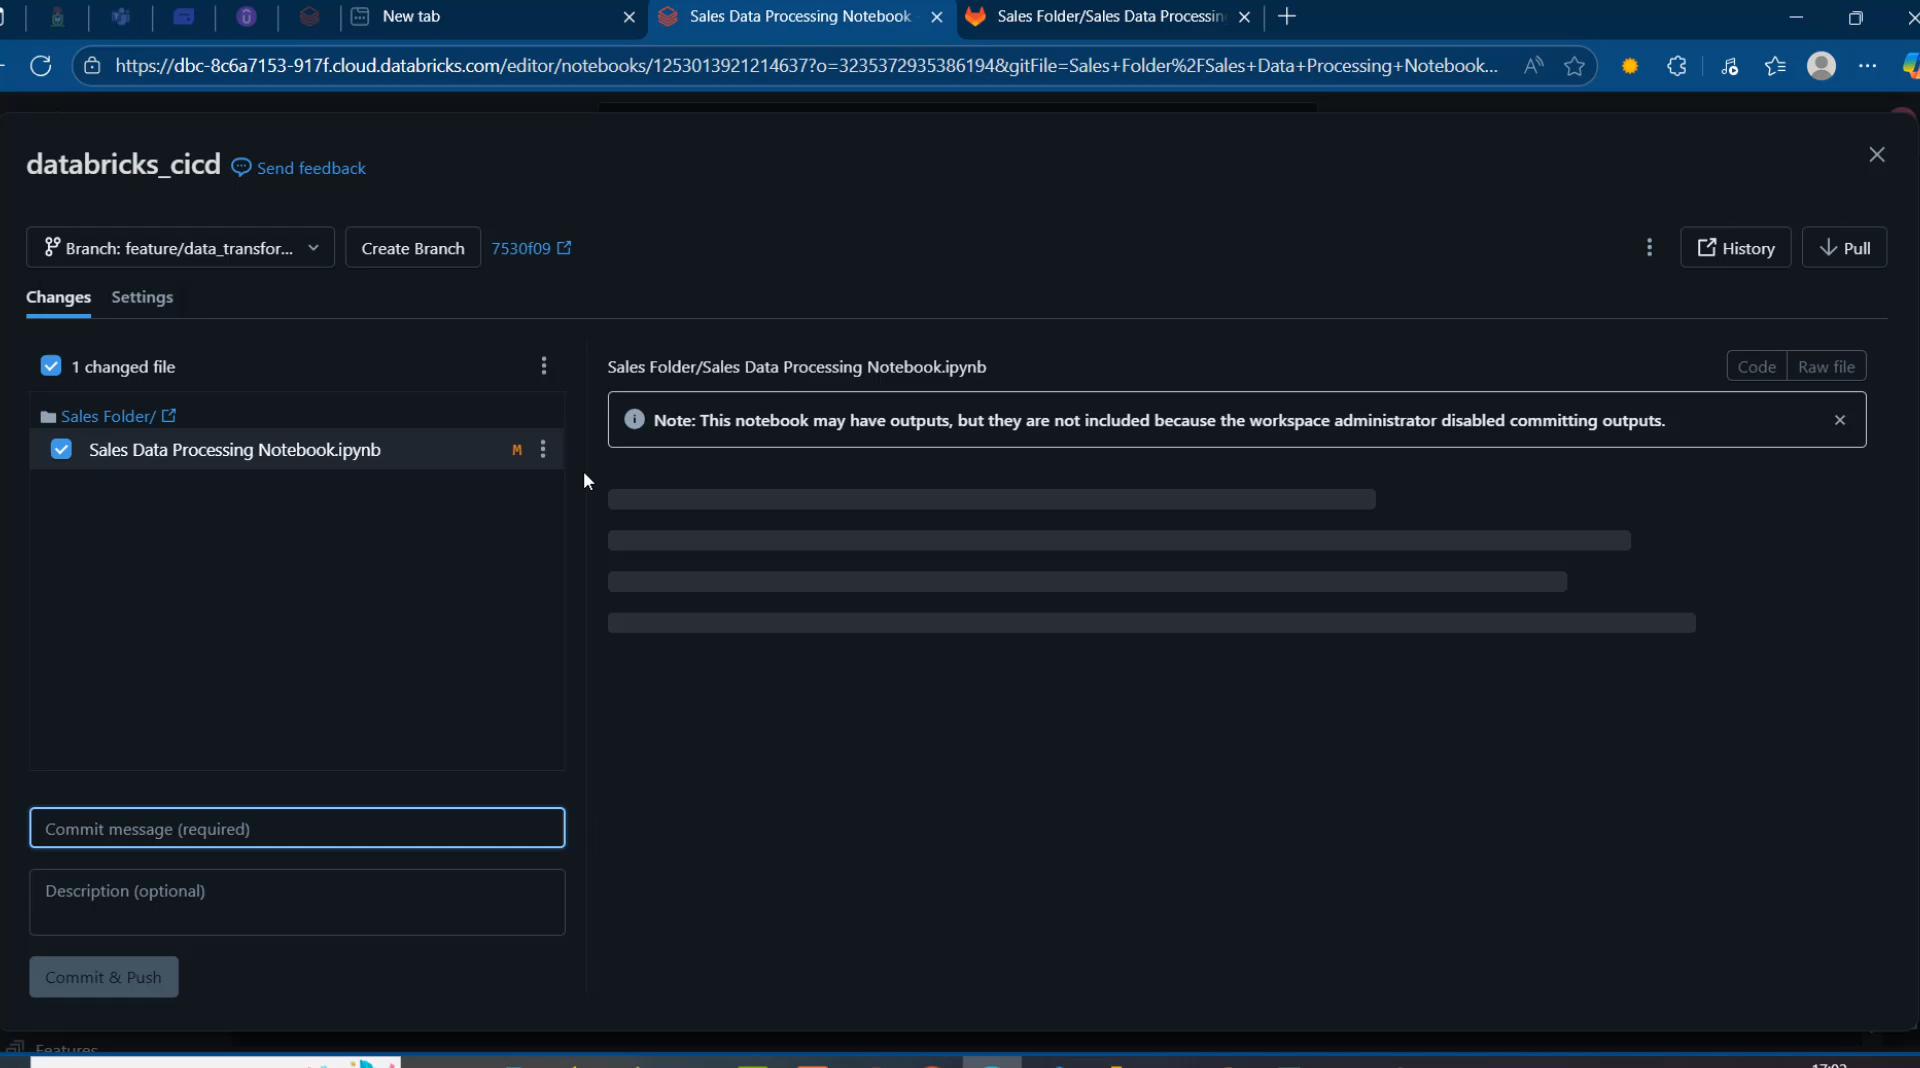 New tab
Sales Data Processing Notebook
Sales Folder/Sales Data Processin
https://dbc-8c6a7153-917f.cloud.databricks.com/editor/notebooks/1253013921214637?o=3235372935386194&gitFile=Sales+Folder%2FSales+Data+Processing+Notebook...
databricks_cicd
Send feedback
Branch: feature/data_transfor...
Create Branch
7530f09
History
Pull
Changes
Settings
1 changed file
Sales Folder/Sales Data Processing Notebook.ipynb
Code
Raw file
Sales Folder/
Note: This notebook may have outputs, but they are not included because the workspace administrator disabled committing outputs.
Sales Data Processing Notebook.ipynb
M
Commit message (required)
Description (optional)
Commit & Push
Features